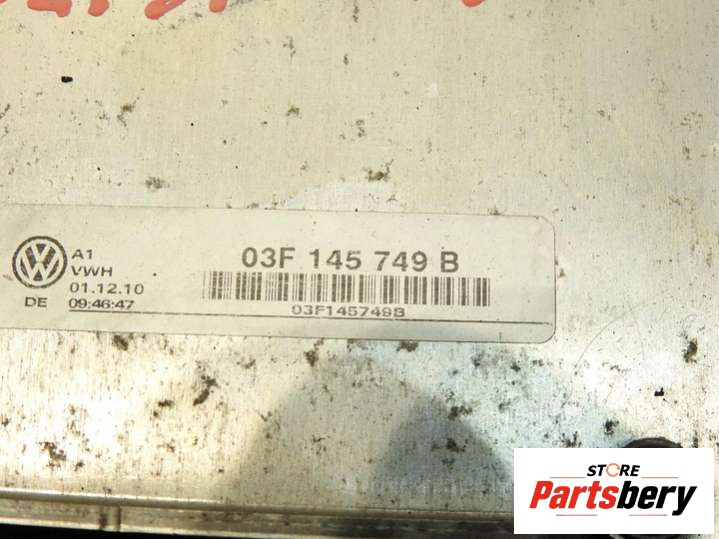 A1
VWH
01.12.10
DE 09:46:47
03F 145 749 B
03F145749B
STORE
Partsbery